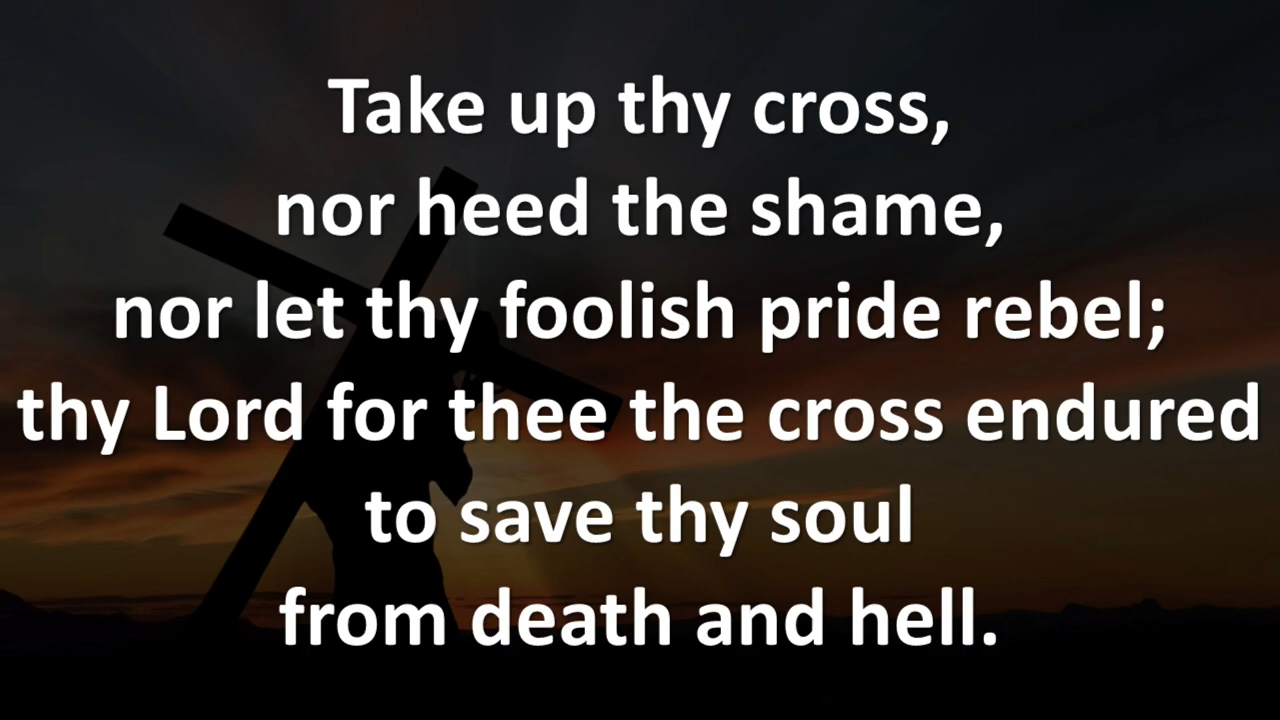 Take up thy cross,
nor heed the shame,
nor let thy foolish pride rebel;
thy Lord for thee the cross endured
to save thy soul
from death and hell.